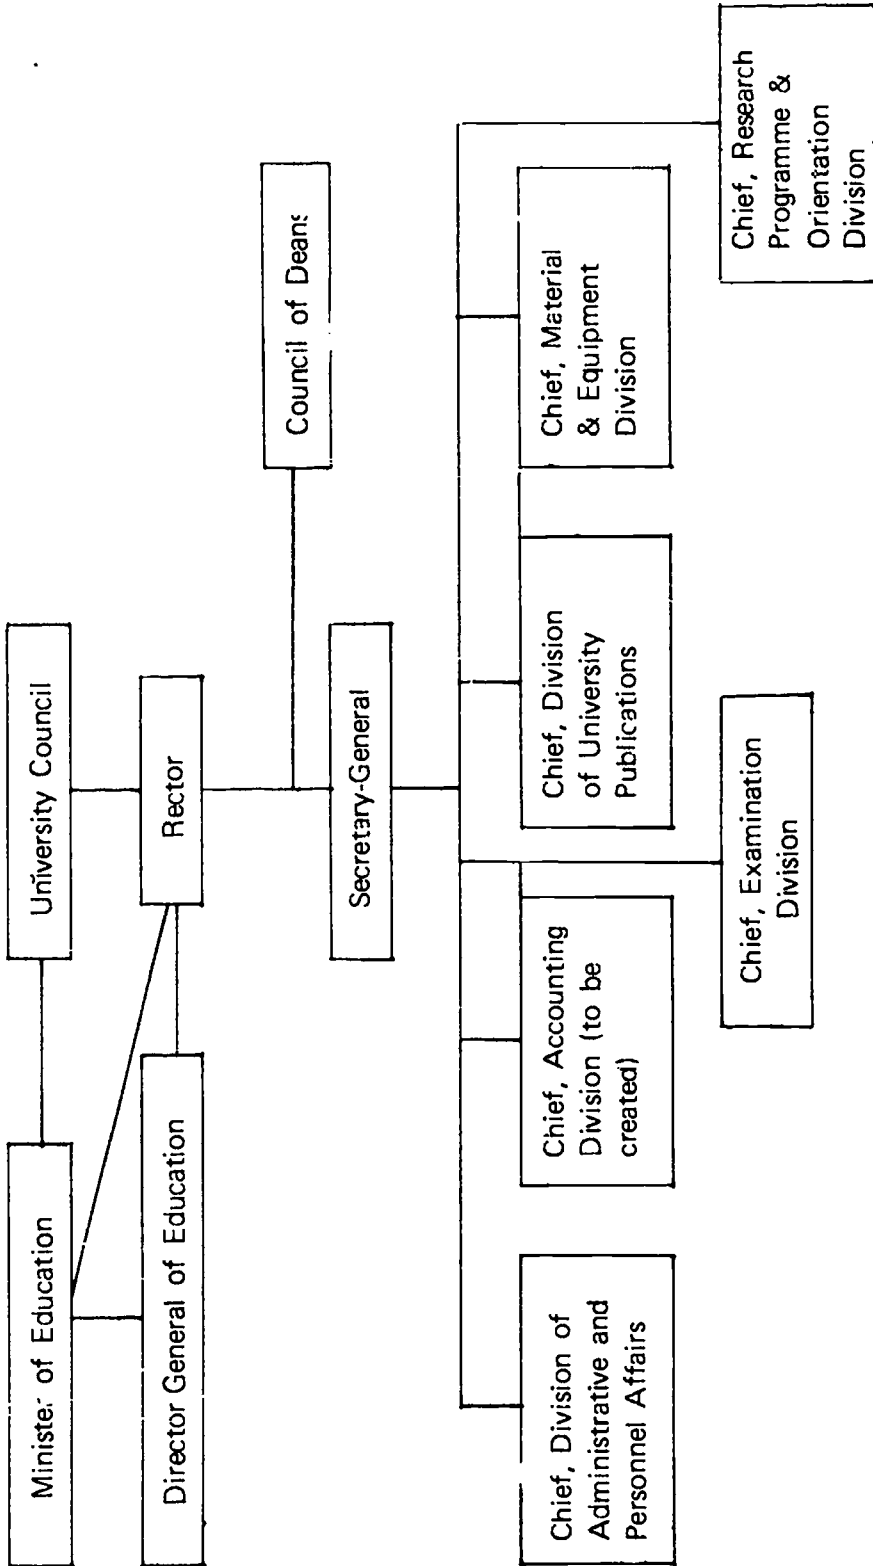 Minister of Education
University Council
Director General of Education
Rector
Council of Deans
Secretary-General
Chief, Division of
Administrative and
Personnel Affairs
Chief, Accounting
Division (to be
created)
Chief, Division
of University
Publications
Chief, Material
& Equipment
Division
Chief, Examination
Division
Chief, Research
Programme &
Orientation
Division